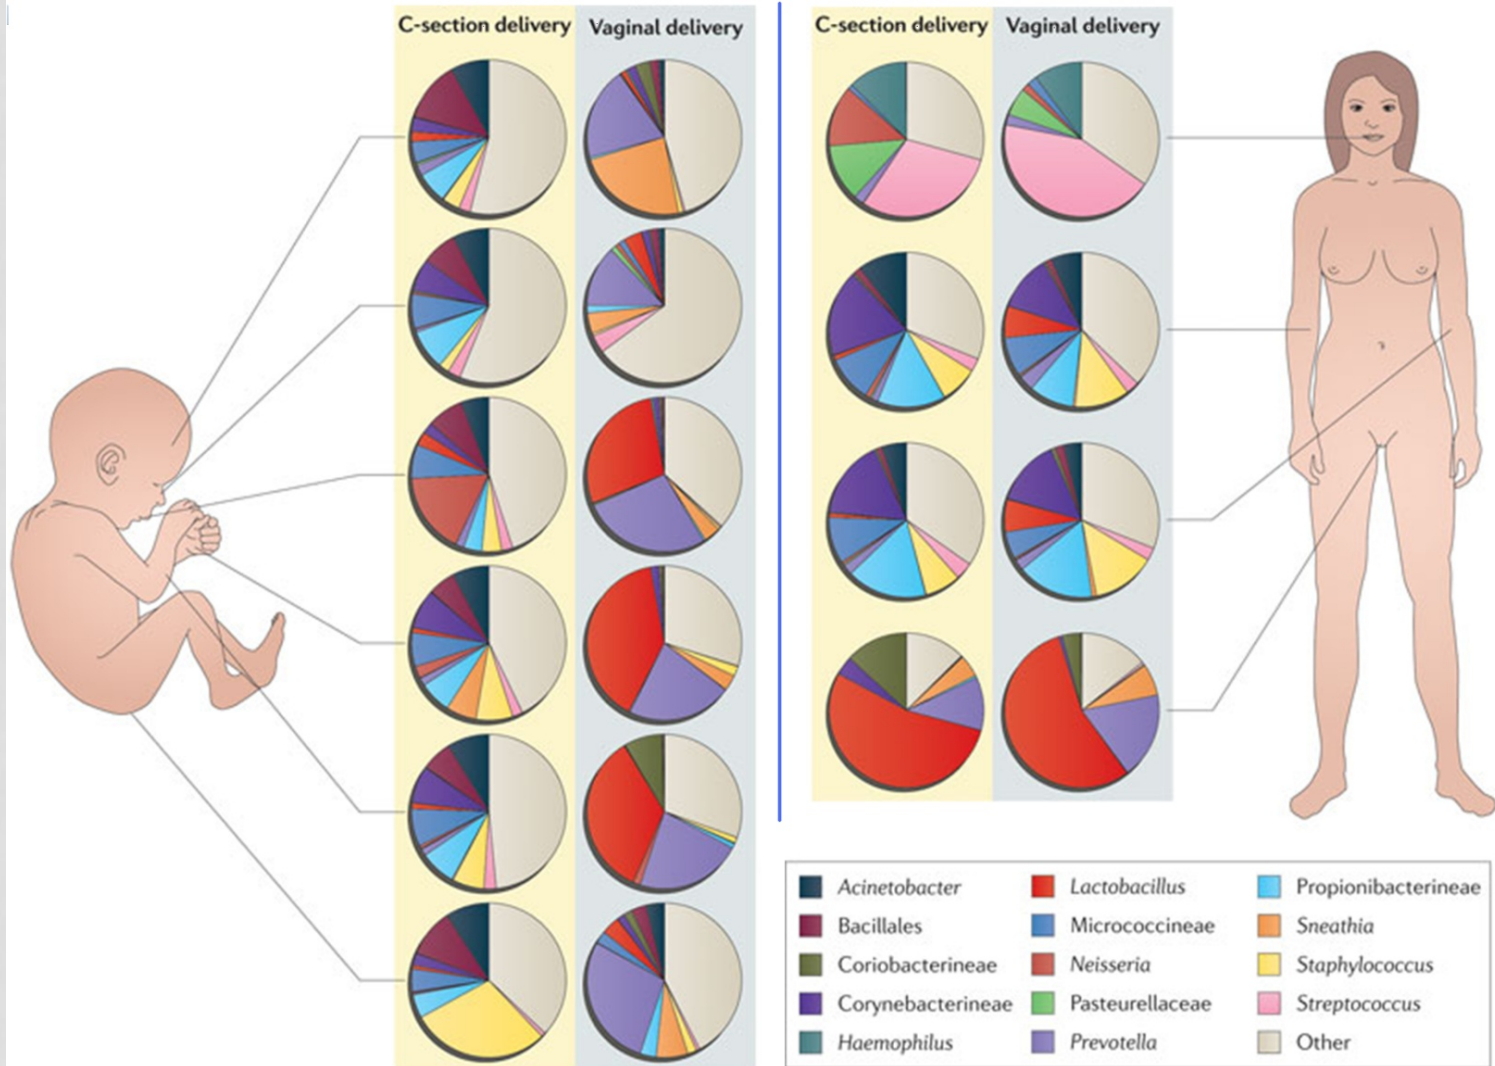 C-section delivery
Vaginal delivery
C-section delivery
Vaginal delivery
Acinetobacter
Bacillales
Coriobacterineae
Corynebacterineae
Haemophilus
Lactobacillus
Micrococcineae
Neisseria
Pasteurellaceae
Prevotella
Propionibacterineae
Sneathia
Staphylococcus
Streptococcus
Other